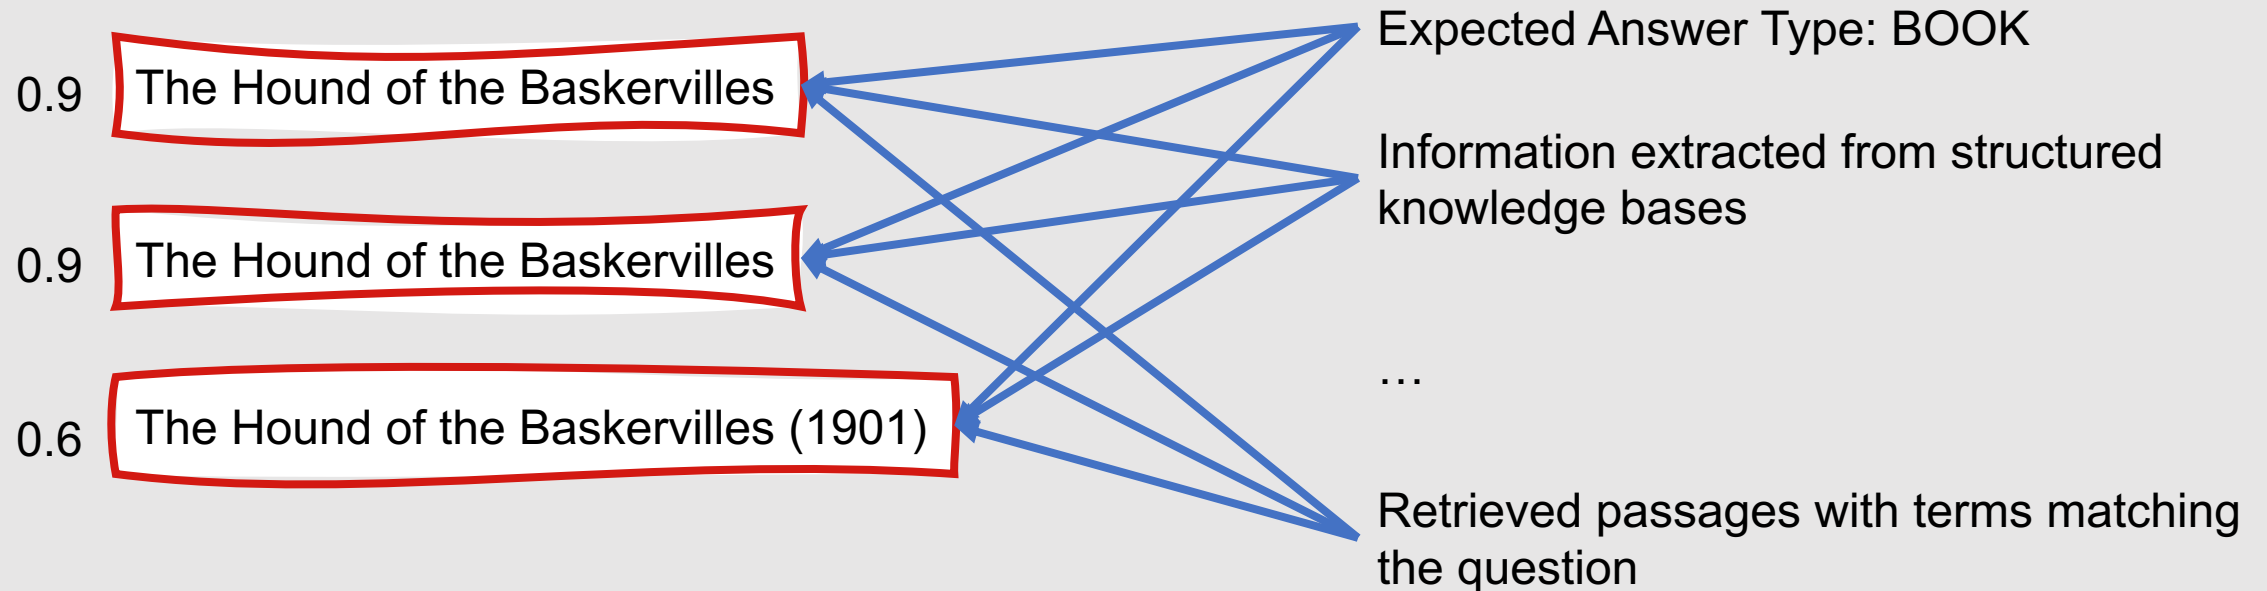 0.9 The Hound of the Baskervilles
0.9 The Hound of the Baskervilles
0.6 The Hound of the Baskervilles (1901)
Expected Answer Type: BOOK
Information extracted from structured
knowledge bases
…
Retrieved passages with terms matching
the question